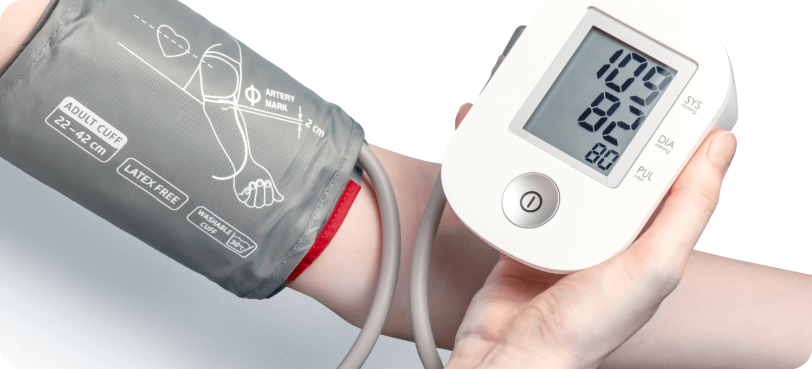 ARTERY
MARK
2 cm
ADULT CUFF
22 - 42 cm
LATEX FREE
WASHABLE
CUFF
30°C
109
82
80
SYS
mmHg
DIA
mmHg
PUL
/min